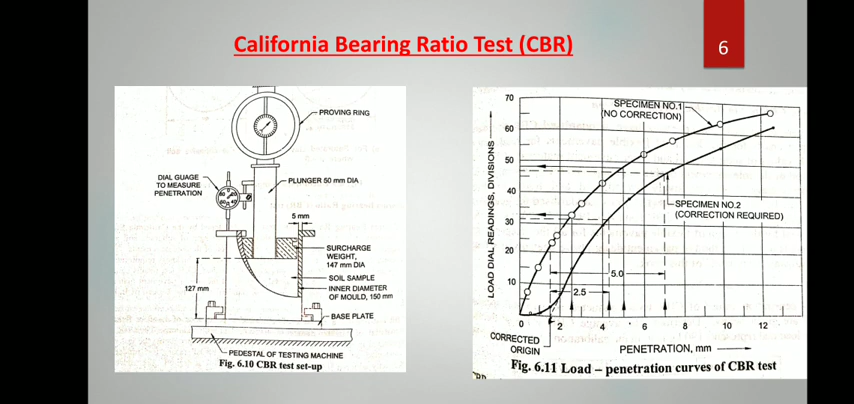 California Bearing Ratio Test (CBR)
6
PROVING RING
DIAL GUAGE
TO MEASURE
PENETRATION
PLUNGER 50 mm DIA
5 mm
SURCHARGE
WEIGHT,
147 mm DIA
SOIL SAMPLE
127 mm
INNER DIAMETER
OF MOULD, 150 mm
BASE PLATE
PEDESTAL OF TESTING MACHINE
Fig. 6.10 CBR test set-up
LOAD DIAL READINGS, DIVISIONS
70
60
50
40
30
20
10
SPECIMEN NO.1
(NO CORRECTION)
SPECIMEN NO.2
(CORRECTION REQUIRED)
5.0
2.5
0 2 4 6 8 10 12
CORRECTED
ORIGIN
PENETRATION, mm
Fig. 6.11 Load – penetration curves of CBR test